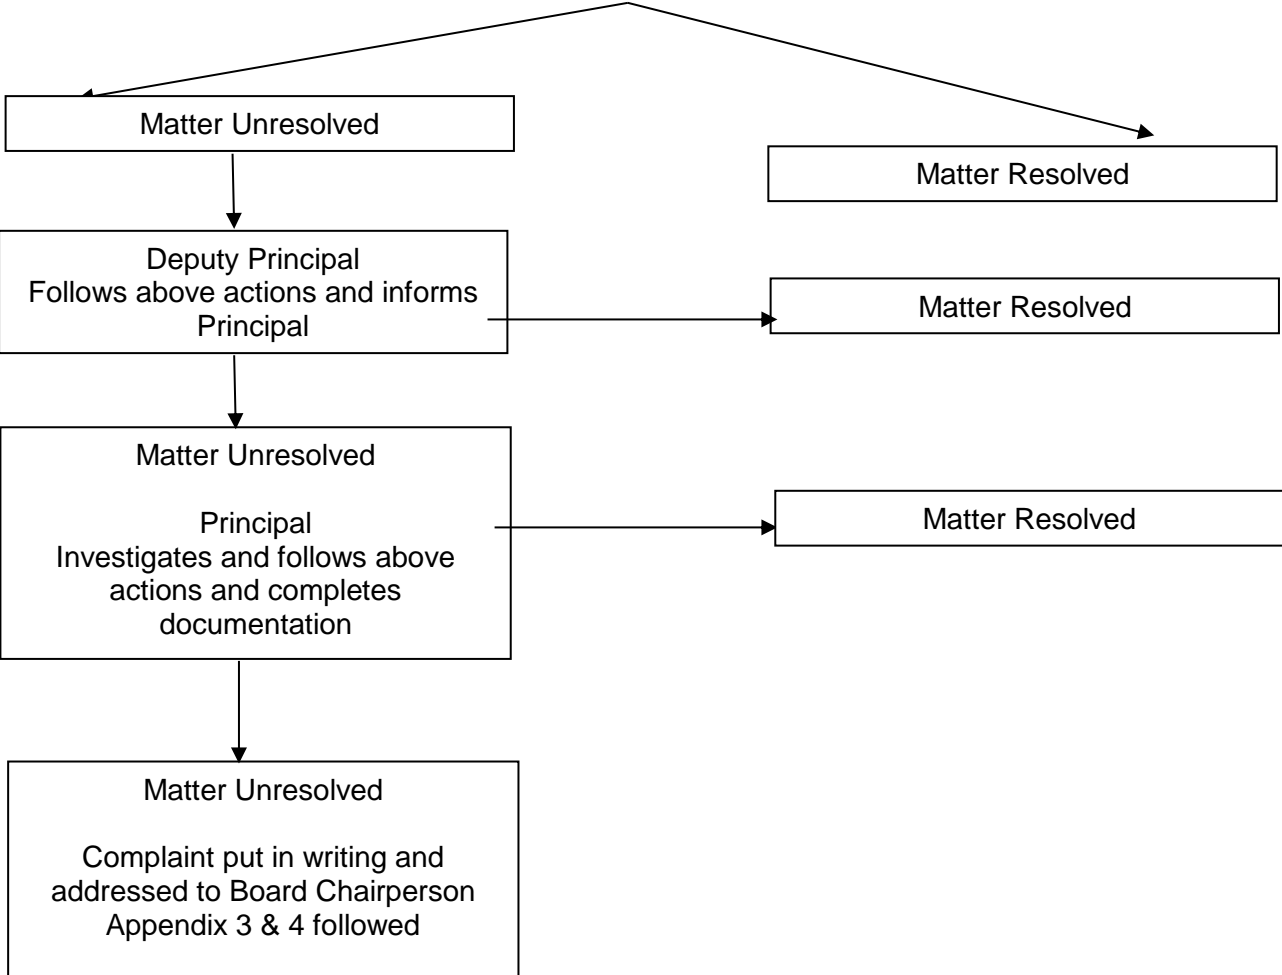 Matter Unresolved
Matter Resolved
Deputy Principal
Follows above actions and informs
Principal
Matter Resolved
Matter Unresolved
Principal
Investigates and follows above
actions and completes
documentation
Matter Resolved
Matter Unresolved
Complaint put in writing and
addressed to Board Chairperson
Appendix 3 & 4 followed